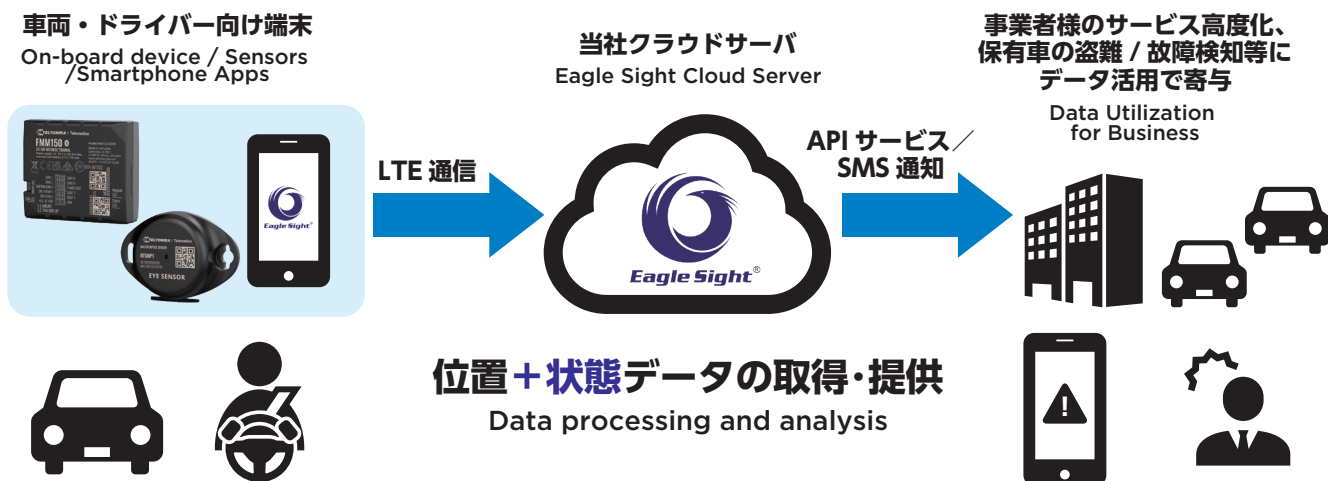 車両・ドライバー向け端末
On-board device / Sensors
/Smartphone Apps
TELTONIKA | Telematics
FMM150
Eagle Sight®
TELTONIKA | Telematics
EYE SENSOR
LTE 通信
当社クラウドサーバ
Eagle Sight Cloud Server
Eagle Sight®
API サービス／
SMS 通知
事業者様のサービス高度化、
保有車の盗難 / 故障検知等に
データ活用で寄与
Data Utilization
for Business
位置＋状態データの取得・提供
Data processing and analysis
!